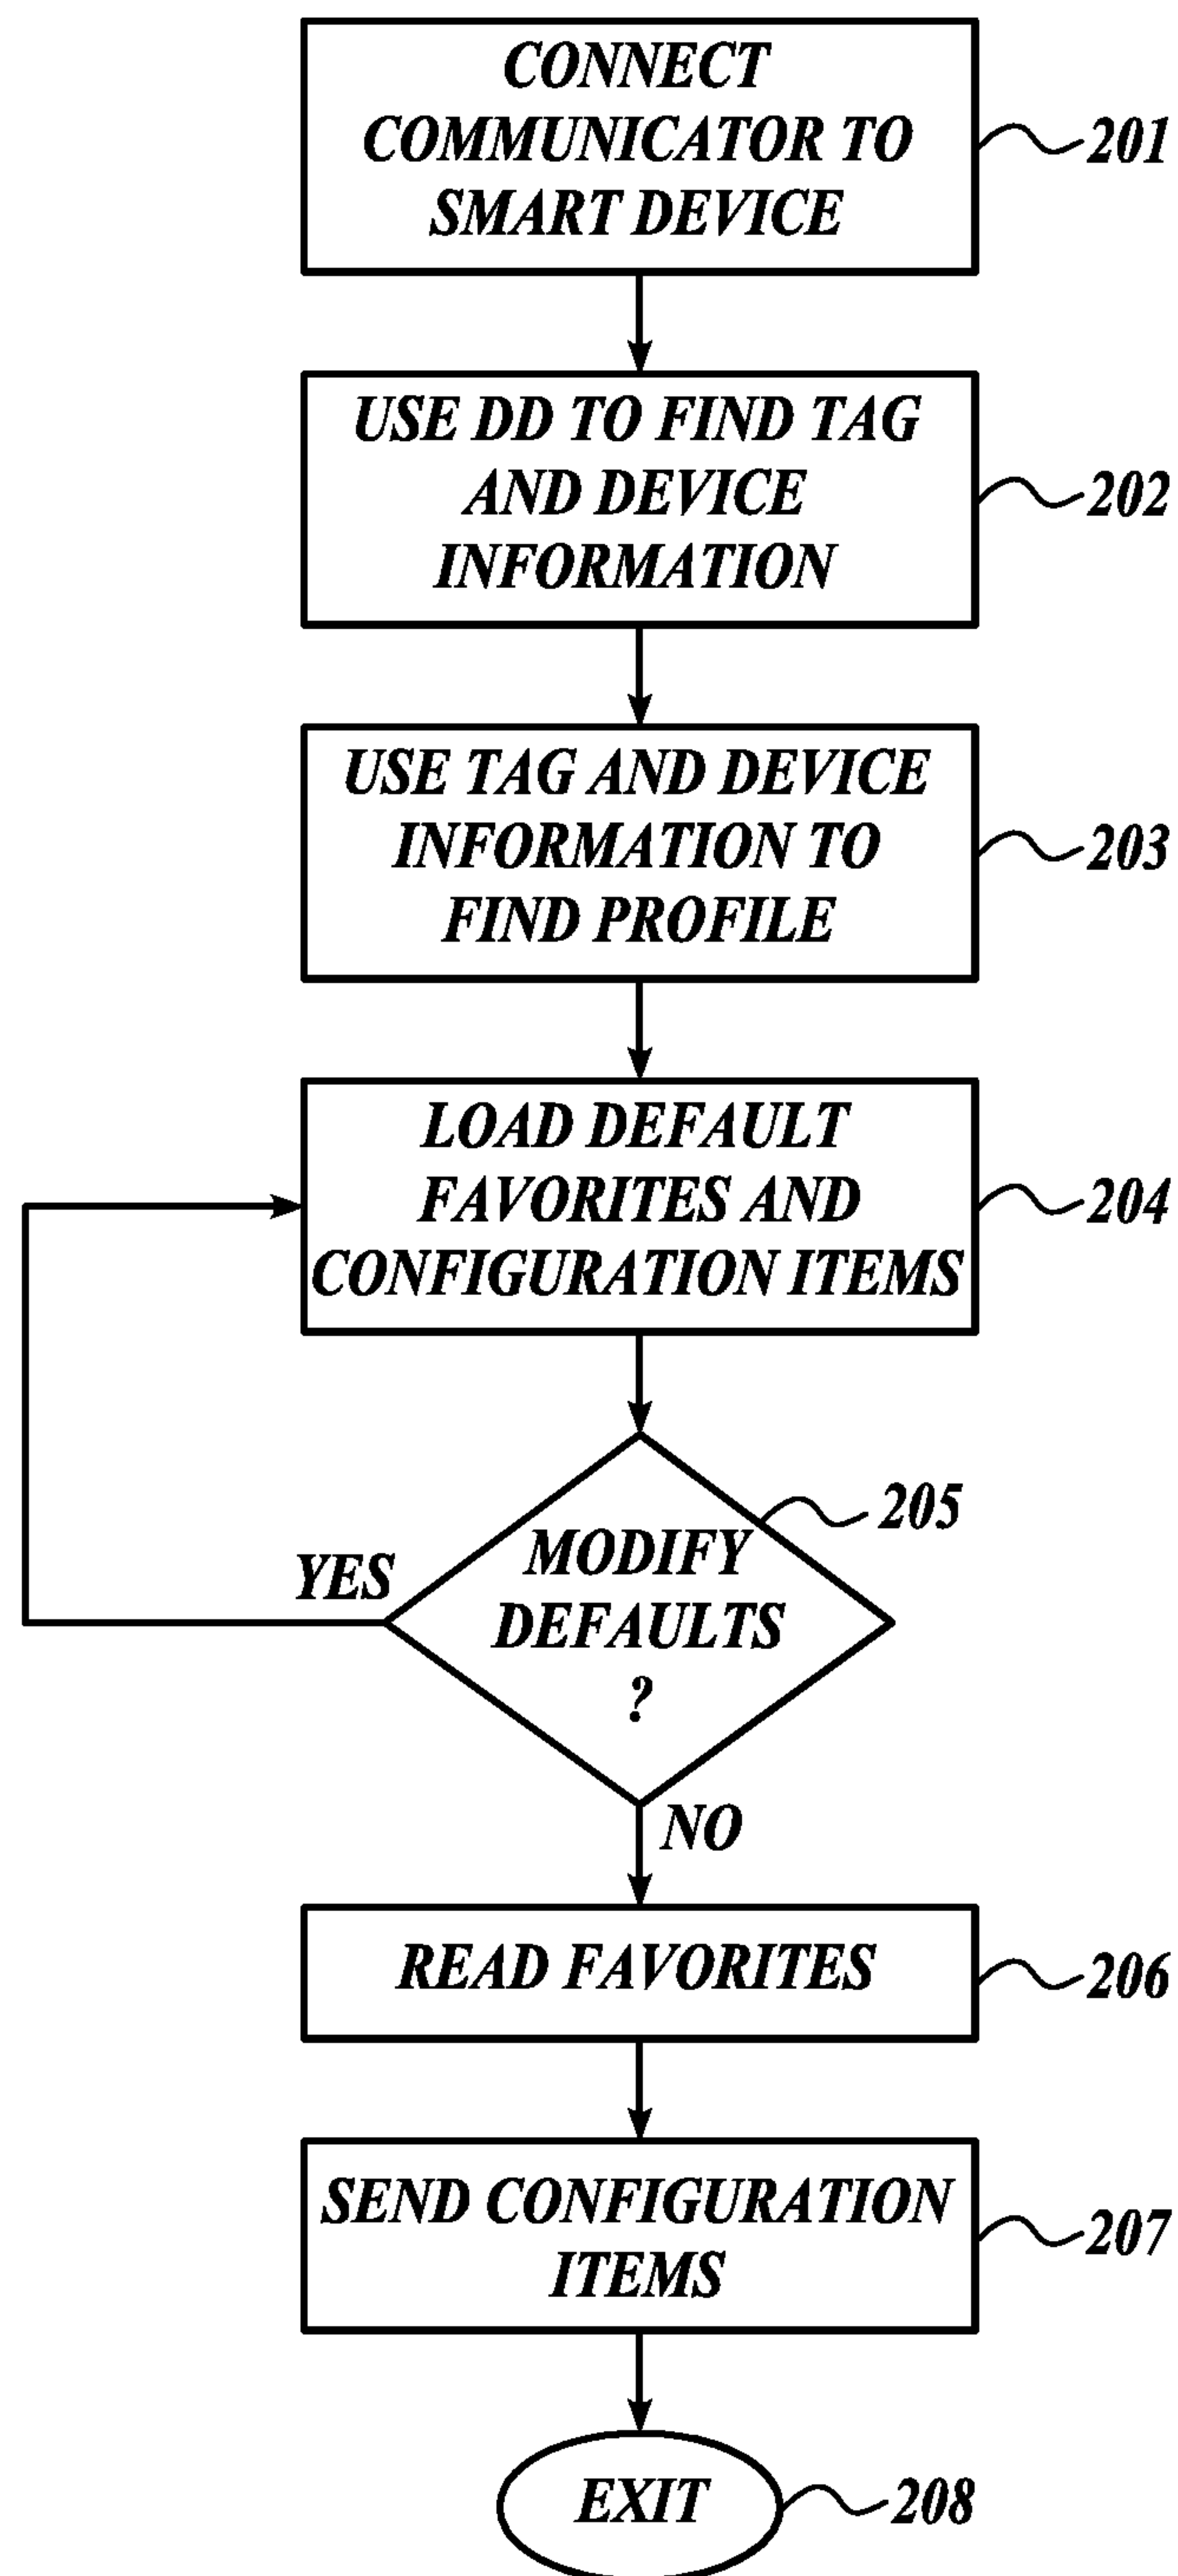 CONNECT
COMMUNICATOR TO
SMART DEVICE
201
USE DD TO FIND TAG
AND DEVICE
INFORMATION
202
USE TAG AND DEVICE
INFORMATION TO
FIND PROFILE
203
LOAD DEFAULT
FAVORITES AND
CONFIGURATION ITEMS
204
MODIFY
DEFAULTS
?
205
YES
NO
READ FAVORITES
206
SEND CONFIGURATION
ITEMS
207
EXIT
208